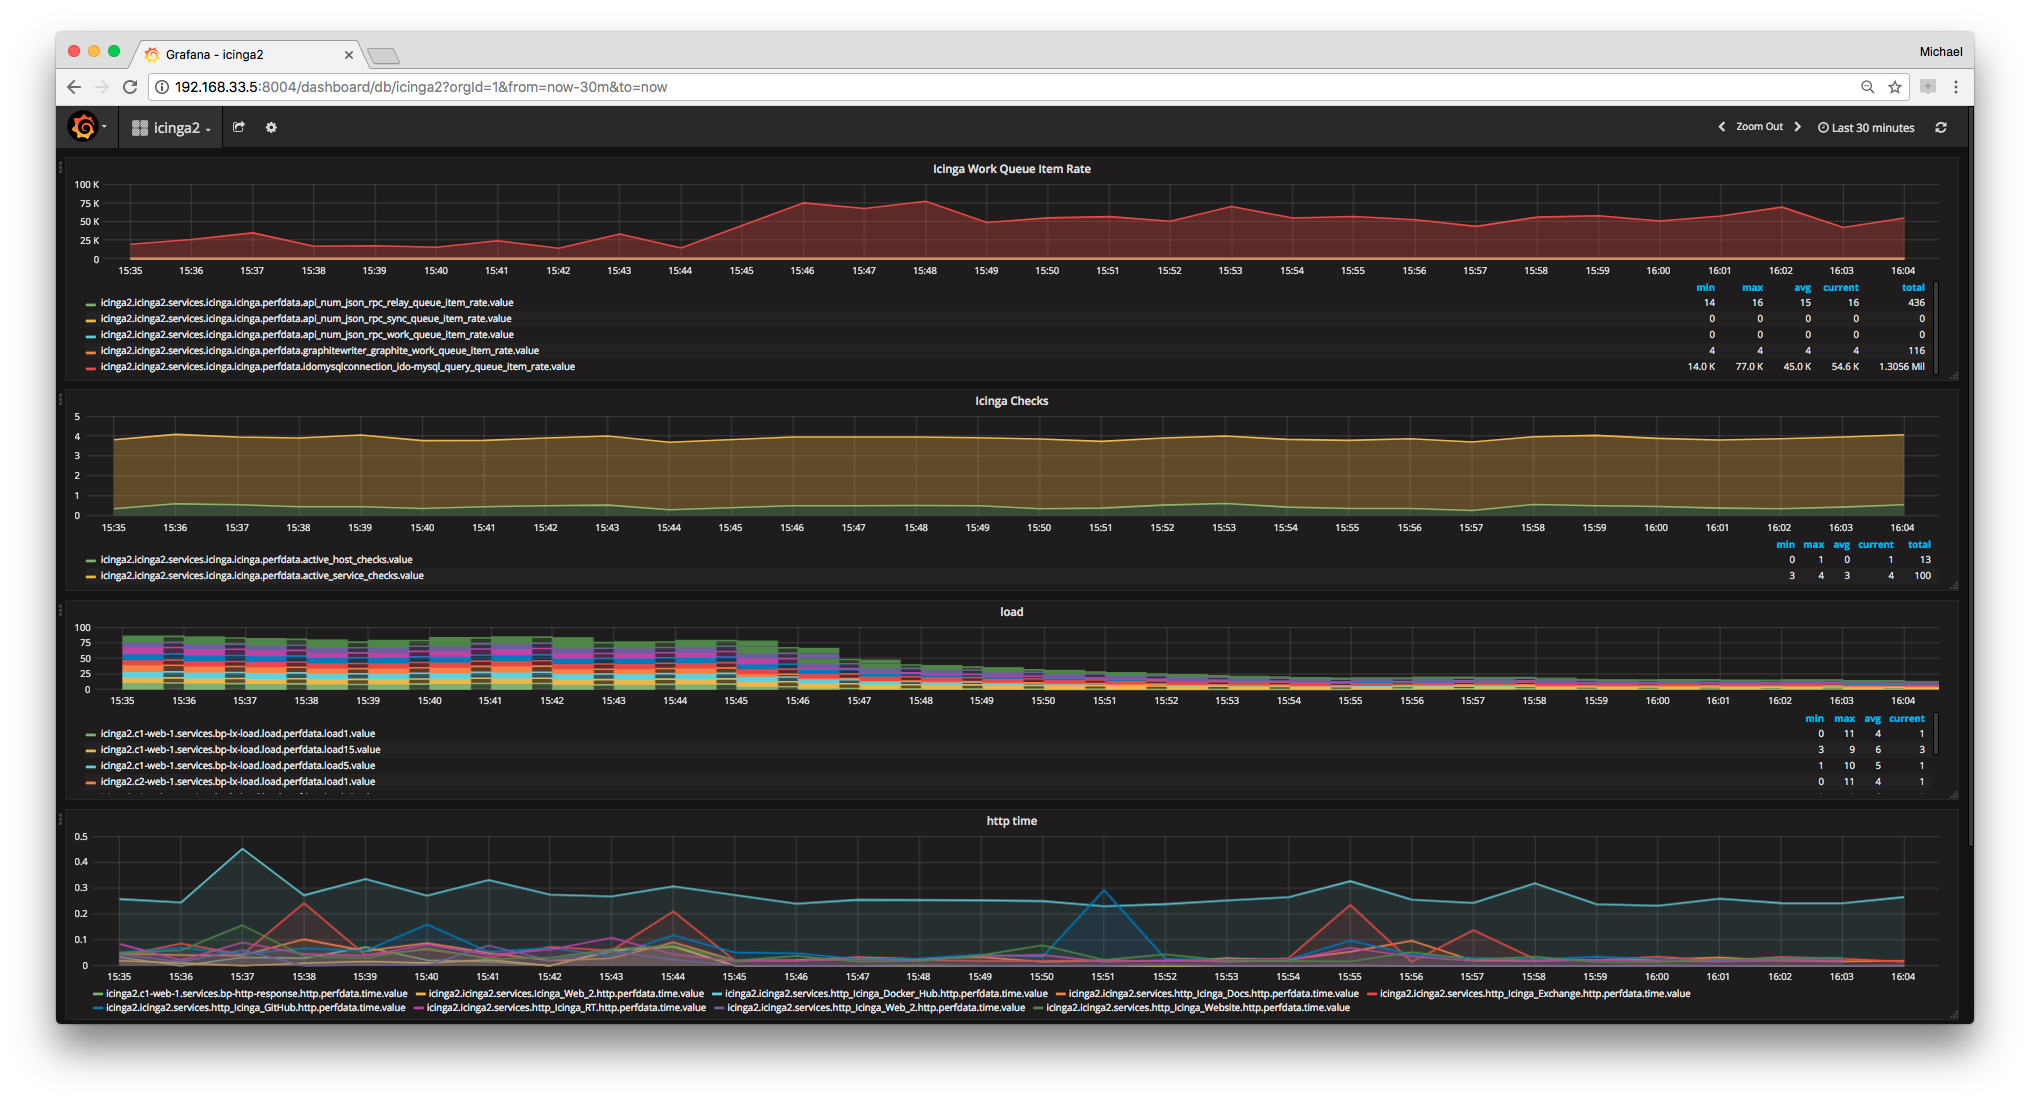 Grafana - icinga2
Michael
192.168.33.5:8004/dashboard/db/icinga2?orgId=1&from=now-30m&to=now
icinga2
Zoom Out
Last 30 minutes
Icinga Work Queue Item Rate
100 K
75 K
50 K
25 K
0
15:35 15:36 15:37 15:38 15:39 15:40 15:41 15:42 15:43 15:44 15:45 15:46 15:47 15:48 15:49 15:50 15:51 15:52 15:53 15:54 15:55 15:56 15:57 15:58 15:59 16:00 16:01 16:02 16:03 16:04
min max avg current total
icinga2.icinga2.services.icinga.icinga.perfdata.api_num_json_rpc_relay_queue_item_rate.value 14 16 15 16 436
icinga2.icinga2.services.icinga.icinga.perfdata.api_num_json_rpc_sync_queue_item_rate.value 0 0 0 0 0
icinga2.icinga2.services.icinga.icinga.perfdata.api_num_json_rpc_work_queue_item_rate.value 0 0 0 0 0
icinga2.icinga2.services.icinga.icinga.perfdata.graphitewriter_graphite_work_queue_item_rate.value 4 4 4 4 116
icinga2.icinga2.services.icinga.icinga.perfdata.idomysqlconnection_ido-mysql_query_queue_item_rate.value 14.0 K 77.0 K 45.0 K 54.6 K 1.3056 Mil
Icinga Checks
5
4
3
2
1
0
15:35 15:36 15:37 15:38 15:39 15:40 15:41 15:42 15:43 15:44 15:45 15:46 15:47 15:48 15:49 15:50 15:51 15:52 15:53 15:54 15:55 15:56 15:57 15:58 15:59 16:00 16:01 16:02 16:03 16:04
min max avg current total
icinga2.icinga2.services.icinga.icinga.perfdata.active_host_checks.value 0 1 0 1 13
icinga2.icinga2.services.icinga.icinga.perfdata.active_service_checks.value 3 4 3 4 100
load
100
75
50
25
0
15:35 15:36 15:37 15:38 15:39 15:40 15:41 15:42 15:43 15:44 15:45 15:46 15:47 15:48 15:49 15:50 15:51 15:52 15:53 15:54 15:55 15:56 15:57 15:58 15:59 16:00 16:01 16:02 16:03 16:04
min max avg current
icinga2.c1-web-1.services.bp-lx-load.load.perfdata.load1.value 0 11 4 1
icinga2.c1-web-1.services.bp-lx-load.load.perfdata.load15.value 3 9 6 3
icinga2.c1-web-1.services.bp-lx-load.load.perfdata.load5.value 1 10 5 1
icinga2.c2-web-1.services.bp-lx-load.load.perfdata.load1.value 0 11 4 1
http time
0.5
0.4
0.3
0.2
0.1
0
15:35 15:36 15:37 15:38 15:39 15:40 15:41 15:42 15:43 15:44 15:45 15:46 15:47 15:48 15:49 15:50 15:51 15:52 15:53 15:54 15:55 15:56 15:57 15:58 15:59 16:00 16:01 16:02 16:03 16:04
icinga2.c1-web-1.services.bp-http-response.http.perfdata.time.value icinga2.icinga2.services.Icinga_Web_2.http.perfdata.time.value icinga2.icinga2.services.http_Icinga_Docker_Hub.http.perfdata.time.value icinga2.icinga2.services.http_Icinga_Docs.http.perfdata.time.value icinga2.icinga2.services.http_Icinga_Exchange.http.perfdata.time.value
icinga2.icinga2.services.http_Icinga_GitHub.http.perfdata.time.value icinga2.icinga2.services.http_Icinga_RT.http.perfdata.time.value icinga2.icinga2.services.http_Icinga_Web_2.http.perfdata.time.value icinga2.icinga2.services.http_Icinga_Website.http.perfdata.time.value